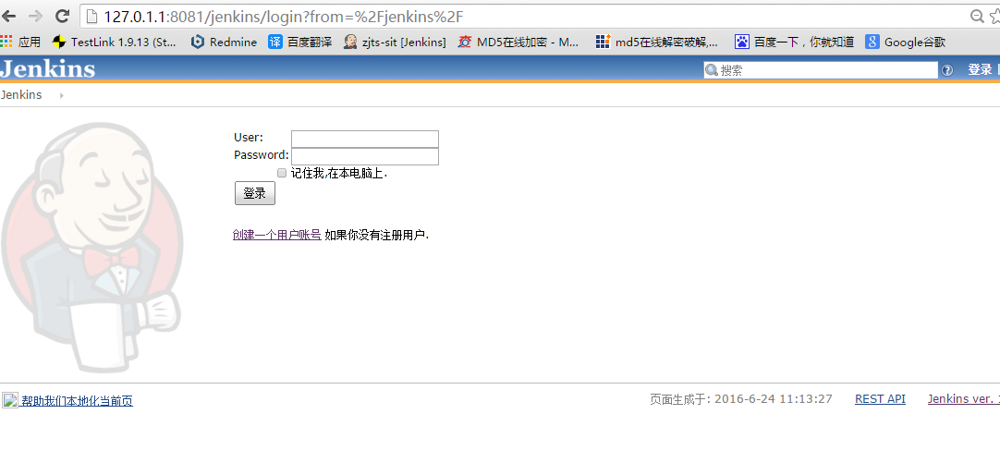 127.0.1.1:8081/jenkins/login?from=%2Fjenkins%2F
应用 TestLink 1.9.13 (St... Redmine 译 百度翻译 zjts-sit [Jenkins] MD5在线加密 - M... md5在线解密破解,... 百度一下，你就知道 8 Google谷歌
Jenkins 搜索 ? 登录 |
Jenkins
User:
Password:
记住我,在本电脑上.
登录
创建一个用户账号 如果你没有注册用户.
帮助我们本地化当前页 页面生成于: 2016-6-24 11:13:27 REST API Jenkins ver.